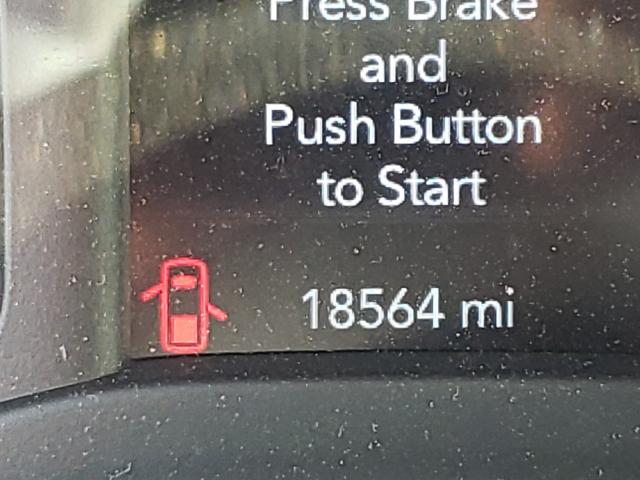 Press Brake
and
Push Button
to Start
18564 mi